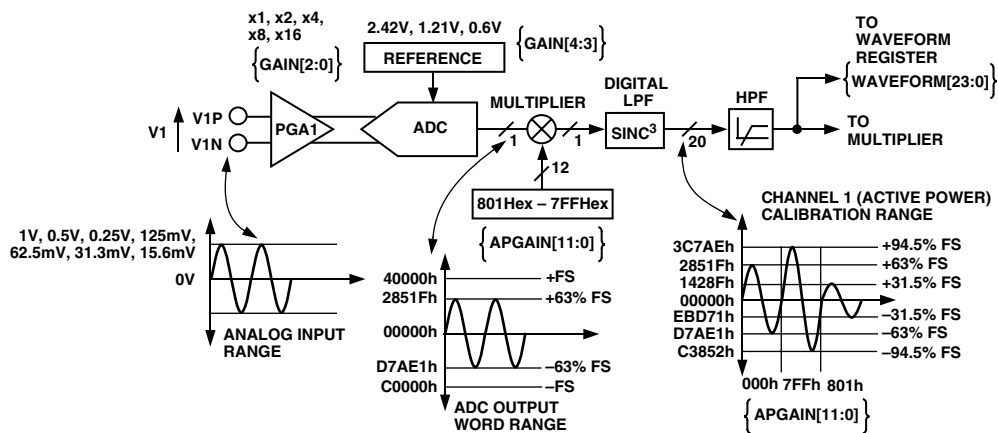 x1, x2, x4,
x8, x16
{GAIN[2:0]}
2.42V, 1.21V, 0.6V
{GAIN[4:3]}
REFERENCE
V1
V1P
V1N
PGA1
ADC
MULTIPLIER
1
1
12
801Hex – 7FFHex
{APGAIN[11:0]}
DIGITAL
LPF
SINC3
20
HPF
TO
WAVEFORM
REGISTER
{WAVEFORM[23:0]}
TO
MULTIPLIER
1V, 0.5V, 0.25V, 125mV,
62.5mV, 31.3mV, 15.6mV
0V
ANALOG INPUT
RANGE
40000h +FS
2851Fh +63% FS
00000h
D7AE1h –63% FS
C0000h –FS
ADC OUTPUT
WORD RANGE
CHANNEL 1 (ACTIVE POWER)
CALIBRATION RANGE
3C7AEh +94.5% FS
2851Fh +63% FS
1428Fh +31.5% FS
00000h
EBD71h –31.5% FS
D7AE1h –63% FS
C3852h –94.5% FS
000h 7FFh 801h
{APGAIN[11:0]}